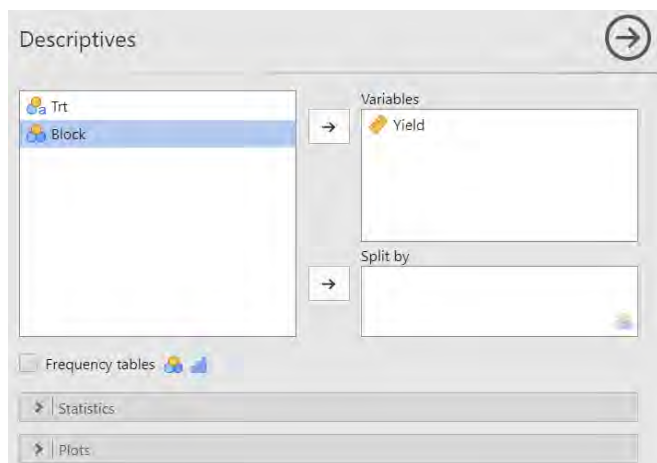 Descriptives
Trt
Block
Variables
Yield
Split by
Frequency tables
Statistics
Plots